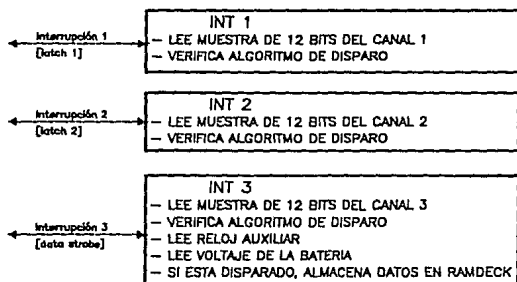 INT 1
Interrupción 1
[latch 1]
– LEE MUESTRA DE 12 BITS DEL CANAL 1
– VERIFICA ALGORITMO DE DISPARO
INT 2
Interrupción 2
[latch 2]
– LEE MUESTRA DE 12 BITS DEL CANAL 2
– VERIFICA ALGORITMO DE DISPARO
INT 3
– LEE MUESTRA DE 12 BITS DEL CANAL 3
– VERIFICA ALGORITMO DE DISPARO
Interrupción 3
[data strobe]
– LEE RELOJ AUXILIAR
– LEE VOLTAJE DE LA BATERIA
– SI ESTA DISPARADO, ALMACENA DATOS EN RAMDECK